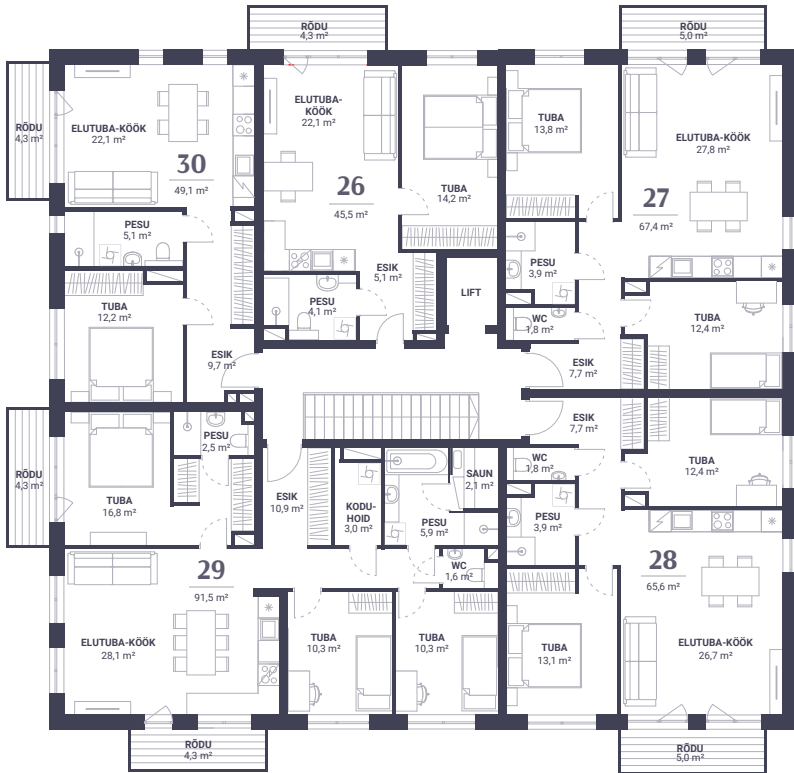 RÕDU
4,3 m²
RÕDU
5,0 m²
RÕDU
4,3 m²
ELUTUBA-KÖÖK
22,1 m²
30
49,1 m²
PESU
5,1 m²
TUBA
12,2 m²
ESIK
9,7 m²
ELUTUBA-
KÖÖK
22,1 m²
26
45,5 m²
TUBA
14,2 m²
ESIK
5,1 m²
PESU
4,1 m²
LIFT
TUBA
13,8 m²
ELUTUBA-KÖÖK
27,8 m²
27
67,4 m²
PESU
3,9 m²
WC
1,8 m²
TUBA
12,4 m²
ESIK
7,7 m²
RÕDU
4,3 m²
TUBA
16,8 m²
PESU
2,5 m²
ESIK
10,9 m²
KODU-
HOID
3,0 m²
SAUN
2,1 m²
PESU
5,9 m²
WC
1,6 m²
29
91,5 m²
ELUTUBA-KÖÖK
28,1 m²
TUBA
10,3 m²
TUBA
10,3 m²
RÕDU
4,3 m²
ESIK
7,7 m²
WC
1,8 m²
TUBA
12,4 m²
PESU
3,9 m²
28
65,6 m²
TUBA
13,1 m²
ELUTUBA-KÖÖK
26,7 m²
RÕDU
5,0 m²